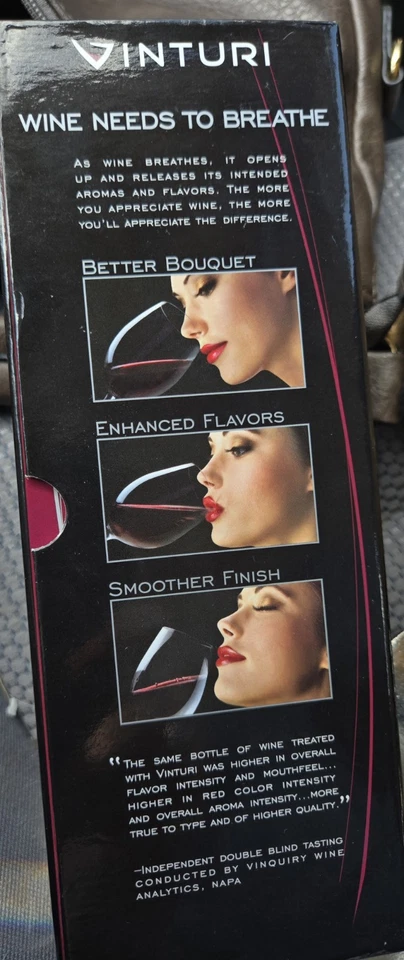 VINTURI
WINE NEEDS TO BREATHE
AS WINE BREATHES, IT OPENS
UP AND RELEASES ITS INTENDED
AROMAS AND FLAVORS. THE MORE
YOU APPRECIATE WINE, THE MORE
YOU'LL APPRECIATE THE DIFFERENCE.
BETTER BOUQUET
ENHANCED FLAVORS
SMOOTHER FINISH
“THE SAME BOTTLE OF WINE TREATED
WITH VINTURI WAS HIGHER IN OVERALL
FLAVOR INTENSITY AND MOUTHFEEL...
HIGHER IN RED COLOR INTENSITY
AND OVERALL AROMA INTENSITY...MORE
TRUE TO TYPE AND OF HIGHER QUALITY.”
–INDEPENDENT DOUBLE BLIND TASTING
CONDUCTED BY VINQUIRY WINE
ANALYTICS, NAPA